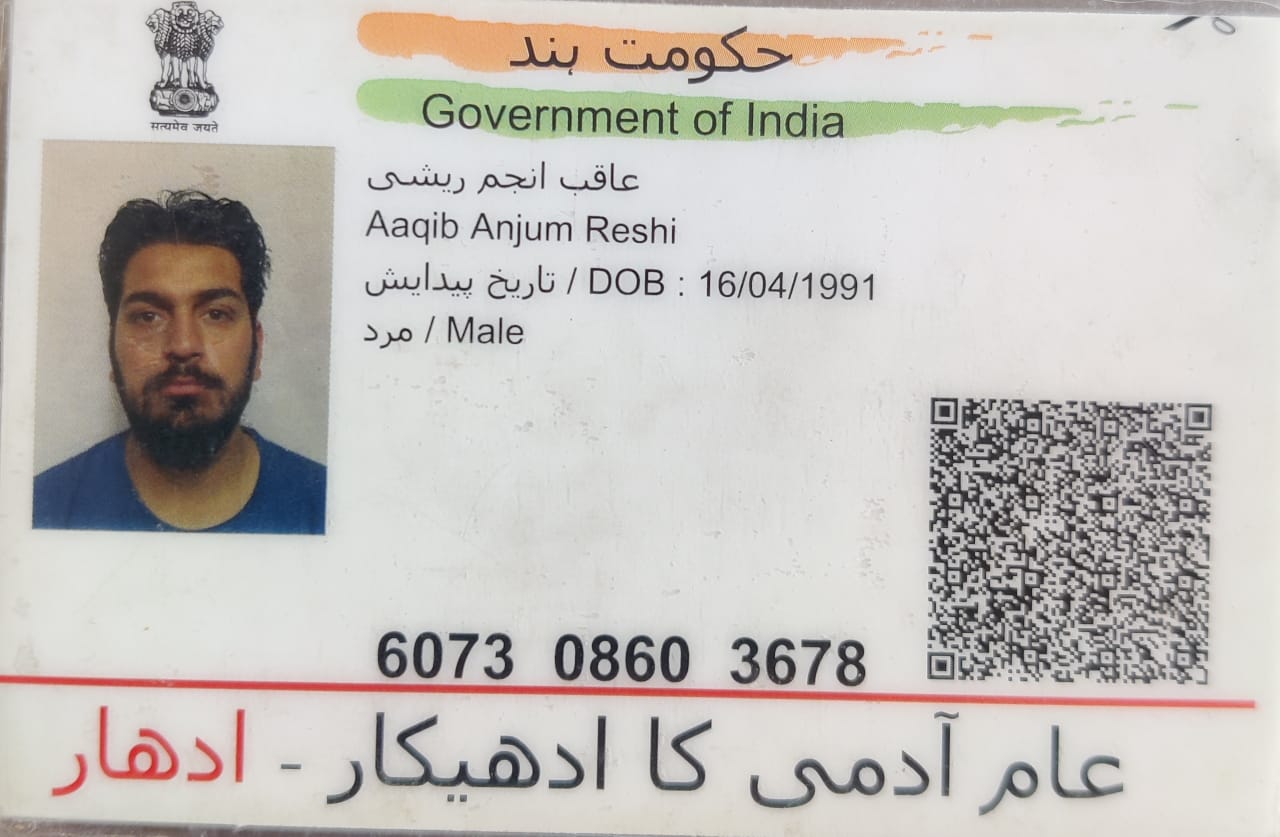 सत्यमेव जयते
حکومت ہند
Government of India
عاقب انجم ریشی
Aaqib Anjum Reshi
تاریخ پیدایش / DOB : 16/04/1991
مرد / Male
6073 0860 3678
عام آدمی کا ادھیکار - ادھار